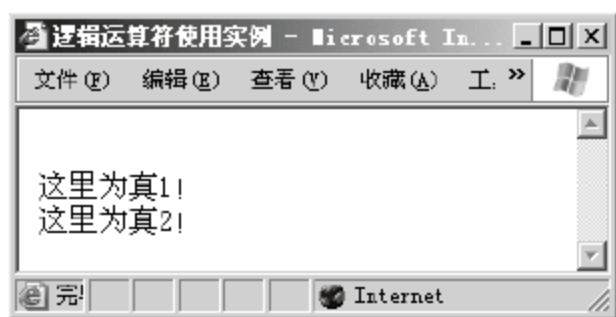 逻辑运算符使用实例 - Microsoft In...
文件(F) 编辑(E) 查看(V) 收藏(A) 工. »
这里为真1!
这里为真2!
完 Internet